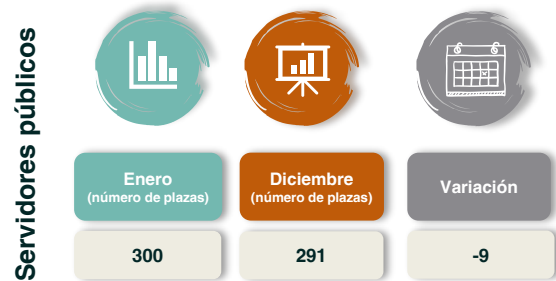 Servidores públicos
Enero
(número de plazas)
Diciembre
(número de plazas)
Variación
300
291
-9